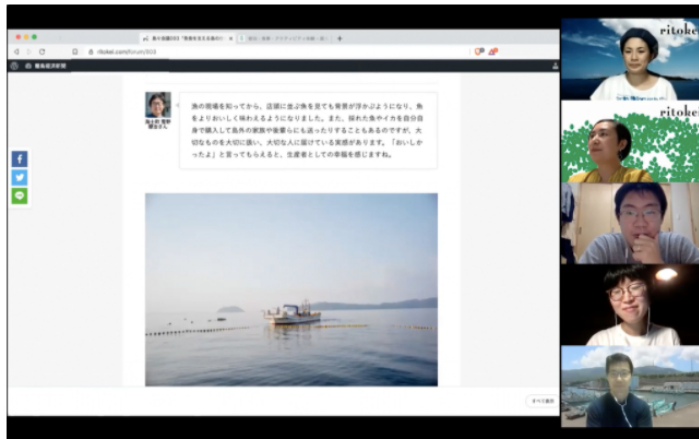 ritokei.com/forum/803
離島経済新聞
漁の現場を知ってから、店頭に並ぶ魚を見ても背景が浮かぶようになり、魚
をよりおいしく味わえるようになりました。また、採れた魚やイカを自分自
身で購入して島外の家族や後輩らにも送ったりすることもあるのですが、大
切なものを大切に扱い、大切な人に届けている実感があります。「おいしか
ったよ」と言ってもらえると、生産者としての幸福を感じますね。
すべて表示
ritoke
ritoke